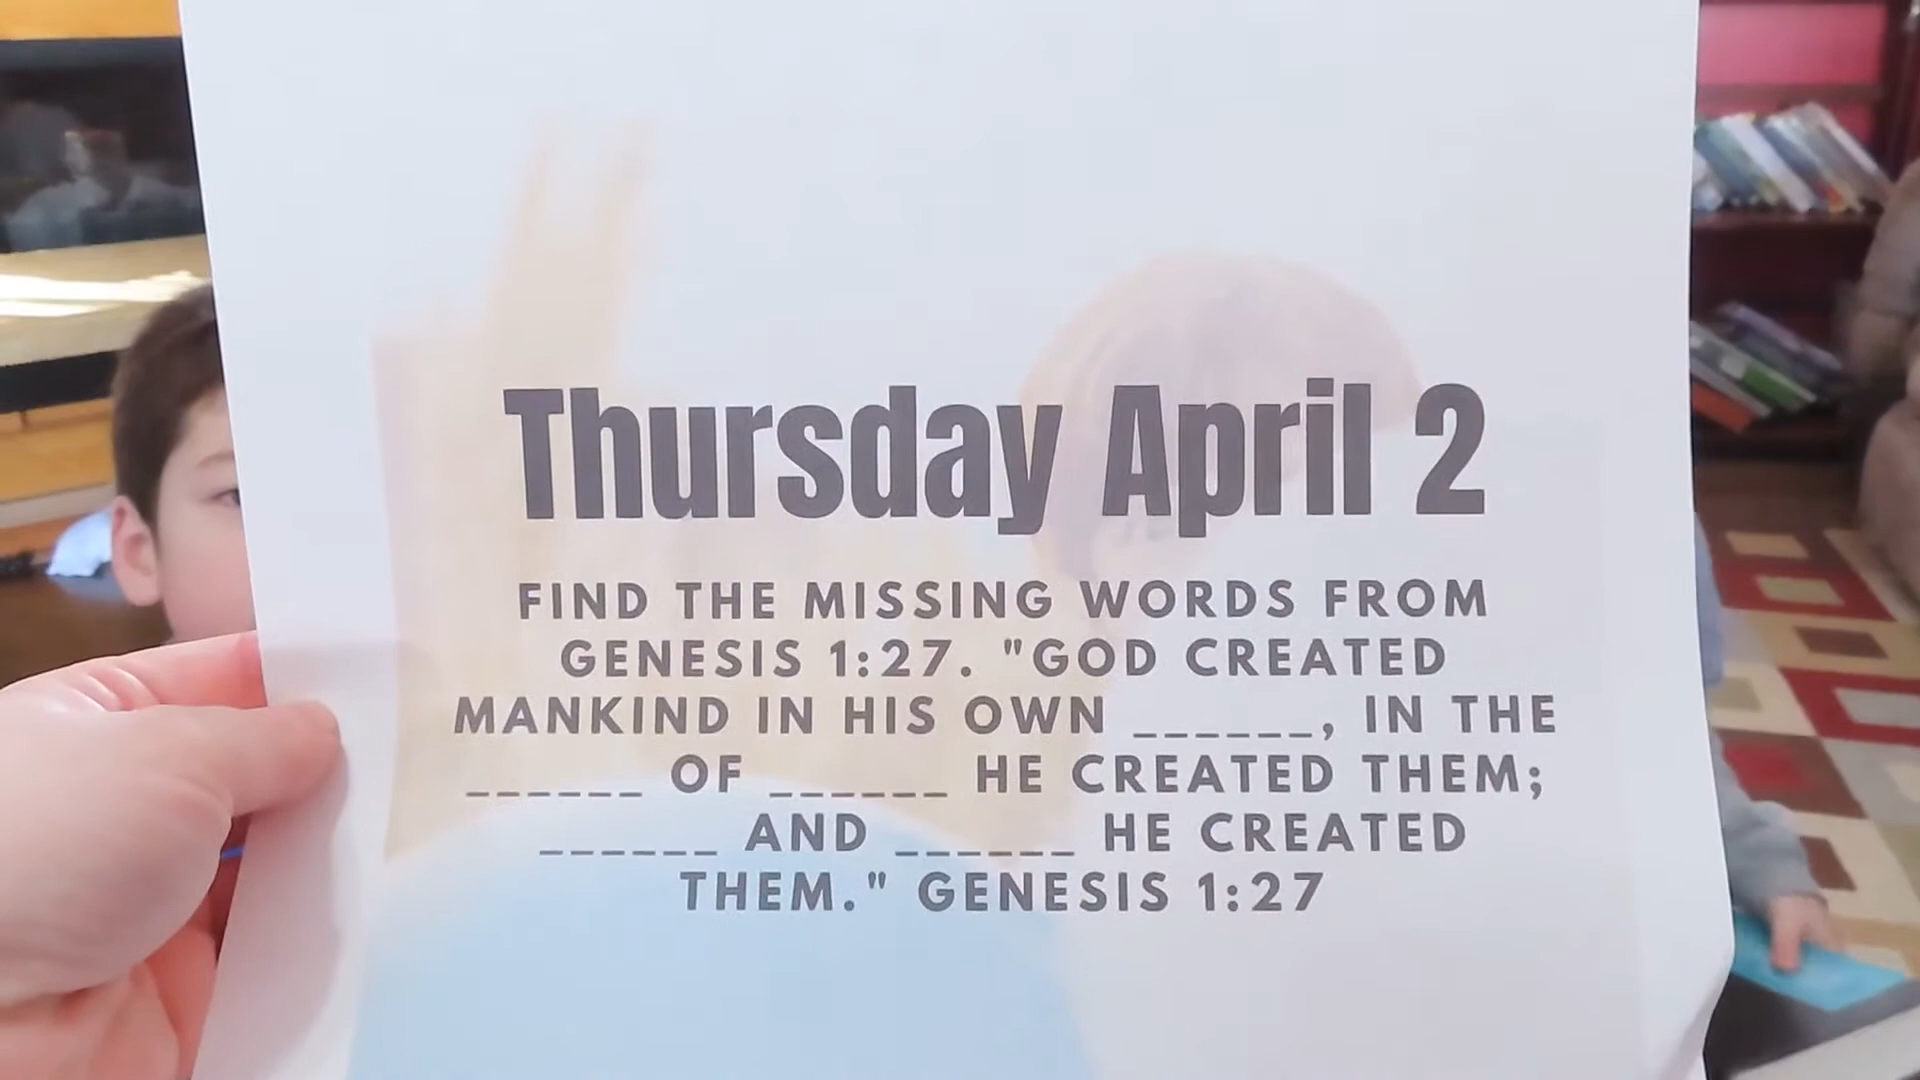 Thursday April 2
FIND THE MISSING WORDS FROM
GENESIS 1:27. "GOD CREATED
MANKIND IN HIS OWN ______, IN THE
______ OF ______ HE CREATED THEM;
______ AND ______ HE CREATED
THEM." GENESIS 1:27